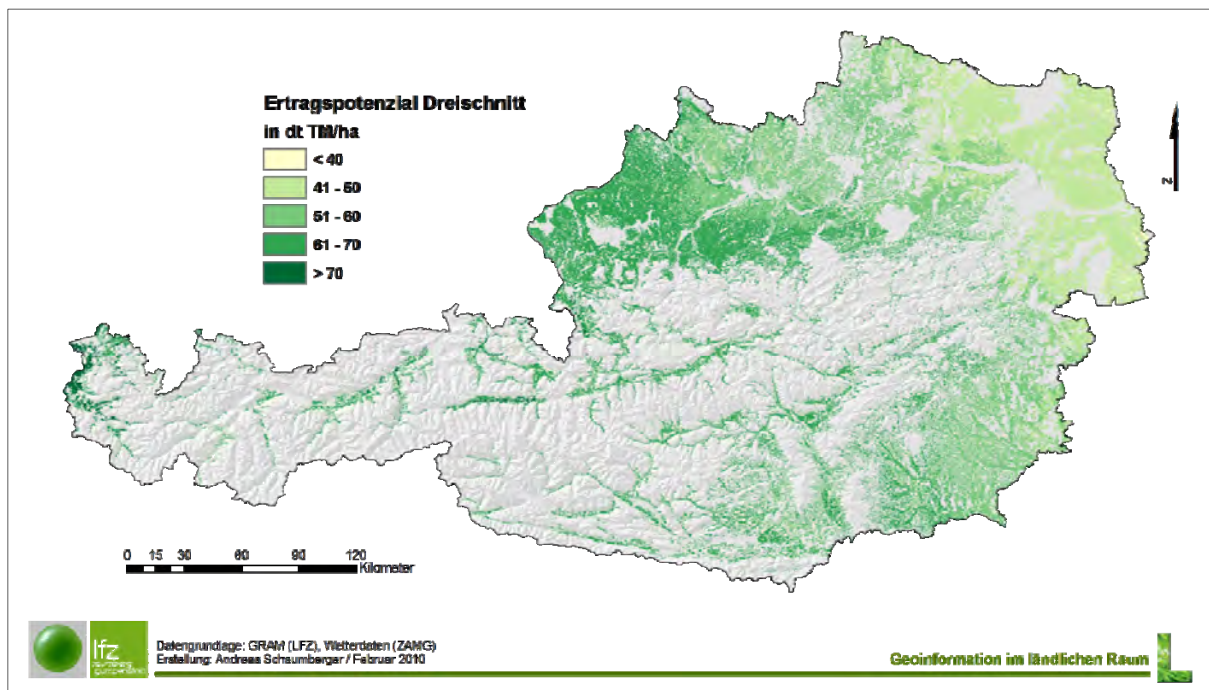 Ertragspotenzial Dreischnitt
in dt TM/ha
< 40
41 - 50
51 - 60
61 - 70
> 70
N
0 15 30 60 90 120
Kilometer
lfz
Datengrundlage: GRAM (LFZ), Wetterdaten (ZAMG)
Erstellung: Andreas Schaumberger / Februar 2010
Geoinformation im ländlichen Raum